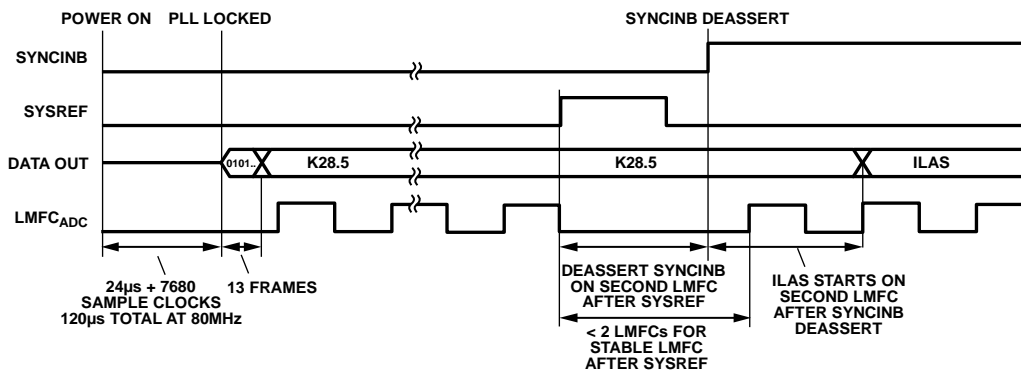 POWER ON PLL LOCKED SYNCINB DEASSERT
SYNCINB
SYSREF
DATA OUT 0101.. K28.5 K28.5 ILAS
LMFCADC
24µs + 7680
SAMPLE CLOCKS
120µs TOTAL AT 80MHz
13 FRAMES
DEASSERT SYNCINB
ON SECOND LMFC
AFTER SYSREF
< 2 LMFCs FOR
STABLE LMFC
AFTER SYSREF
ILAS STARTS ON
SECOND LMFC
AFTER SYNCINB
DEASSERT